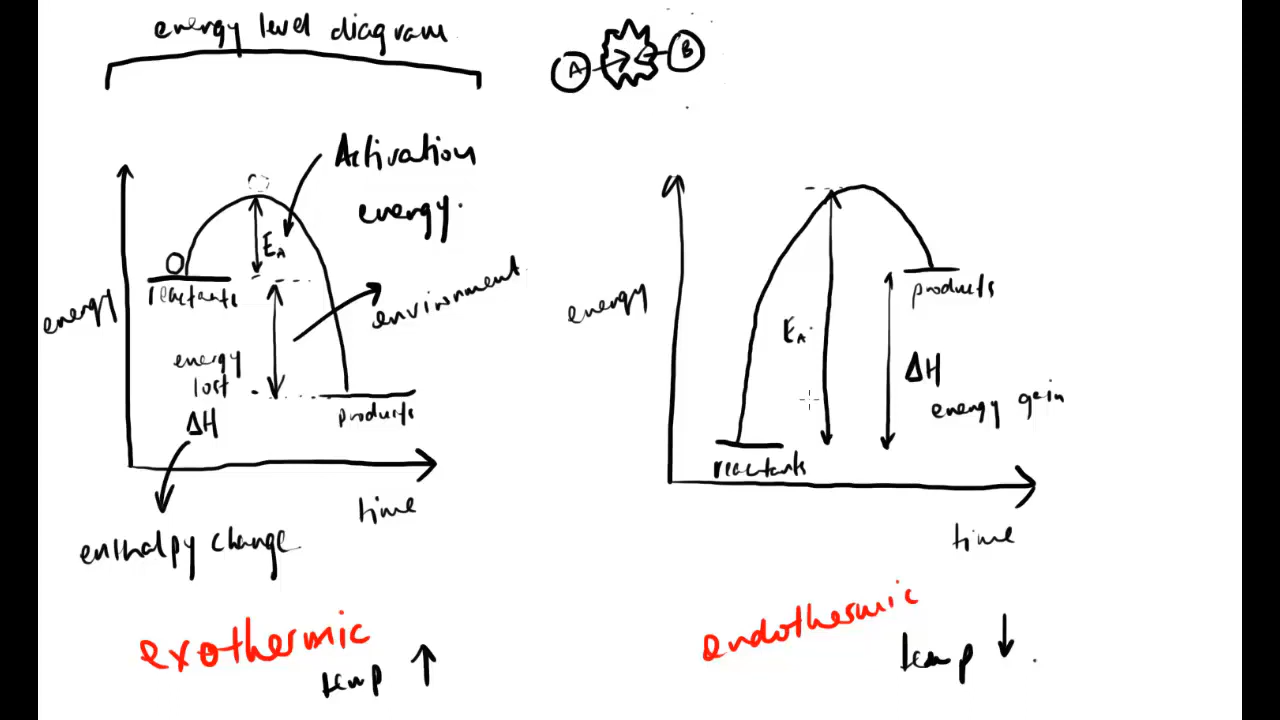 energy level diagram
A
B
Activation
energy.
EA
reactants
energy
environment
energy
lost
ΔH
products
time
enthalpy change
exothermic
temp ↑
energy
EA
products
ΔH
energy gain
reactants
time
endothermic
temp ↓